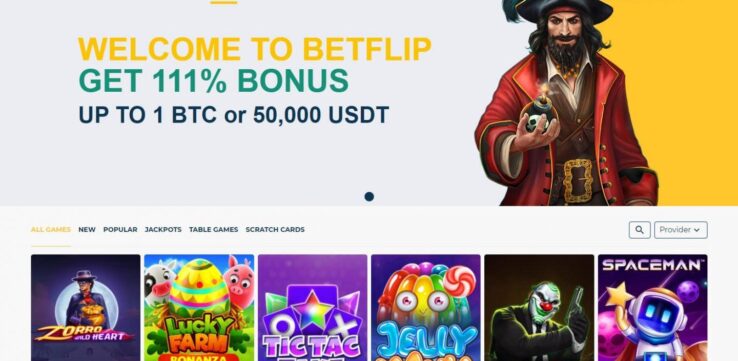 WELCOME TO BETFLIP
GET 111% BONUS
UP TO 1 BTC or 50,000 USDT
ALL GAMES NEW POPULAR JACKPOTS TABLE GAMES SCRATCH CARDS Provider
ZORRO WILD HEART
LUCKY FARM BONANZA
TIC TAC
JELLY
SPACEMAN™